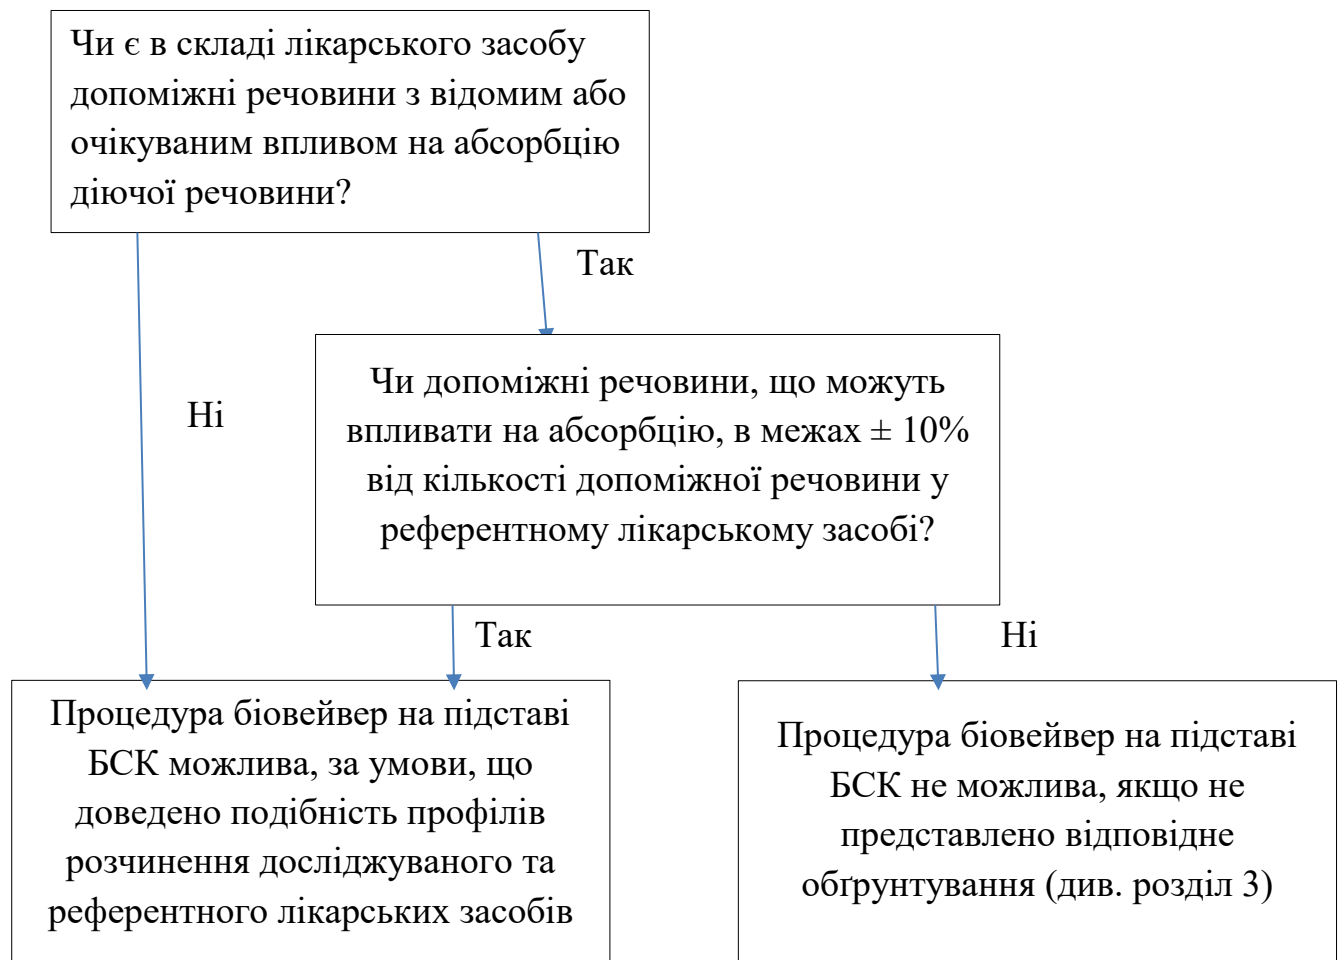 Чи є в складі лікарського засобу
допоміжні речовини з відомим або
очікуваним впливом на абсорбцію
діючої речовини?
Так
Чи допоміжні речовини, що можуть
впливати на абсорбцію, в межах ± 10%
від кількості допоміжної речовини у
референтному лікарському засобі?
Ні
Так
Ні
Процедура біовейвер на підставі
БСК можлива, за умови, що
доведено подібність профілів
розчинення досліджуваного та
референтного лікарських засобів
Процедура біовейвер на підставі
БСК не можлива, якщо не
представлено відповідне
обґрунтування (див. розділ 3)